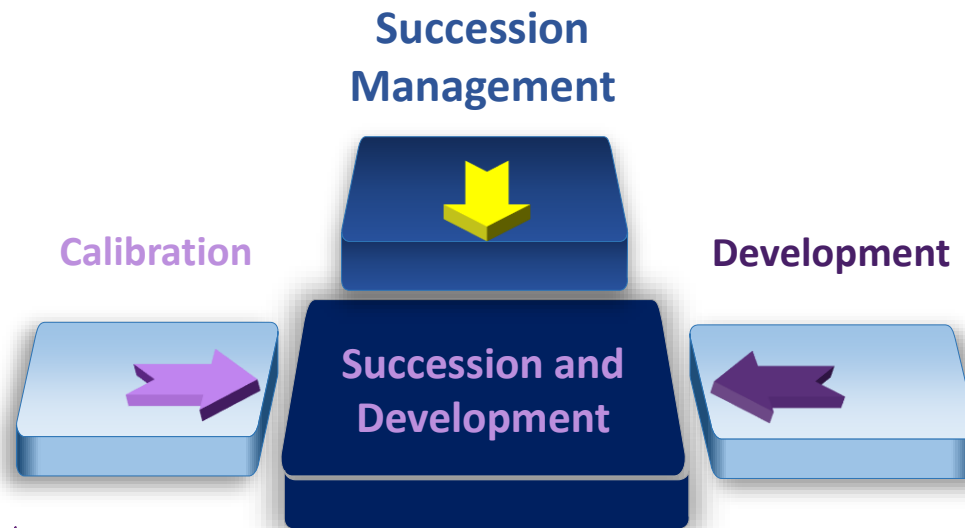 Succession
Management
Calibration
Development
Succession and
Development